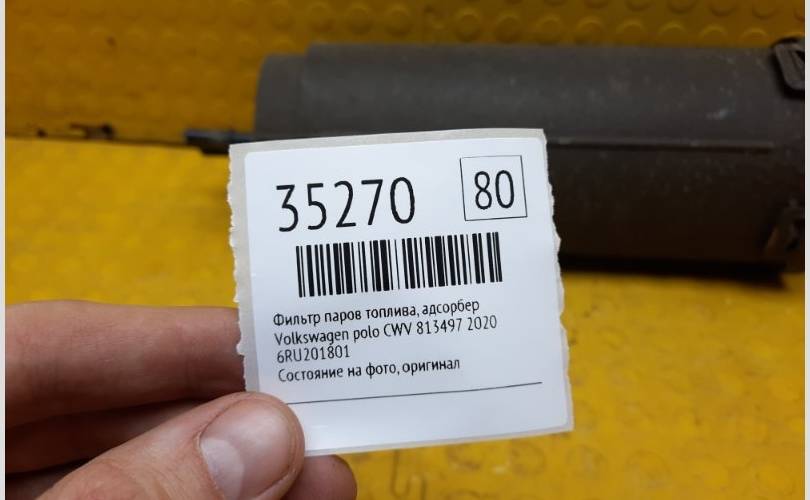 35270 80
Фильтр паров топлива, адсорбер
Volkswagen polo CWV 813497 2020
6RU201801
Состояние на фото, оригинал